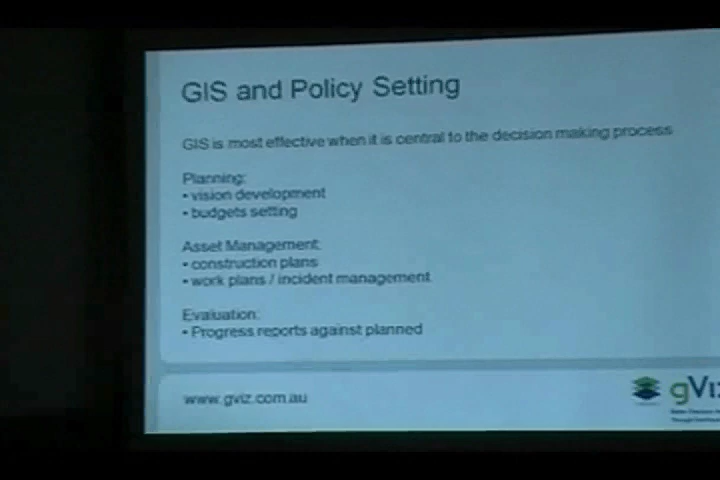 GIS and Policy Setting
GIS is most effective when it is central to the decision making process
Planning:
• vision development
• budgets setting
Asset Management:
• construction plans
• work plans / incident management
Evaluation:
• Progress reports against planned
www.gviz.com.au